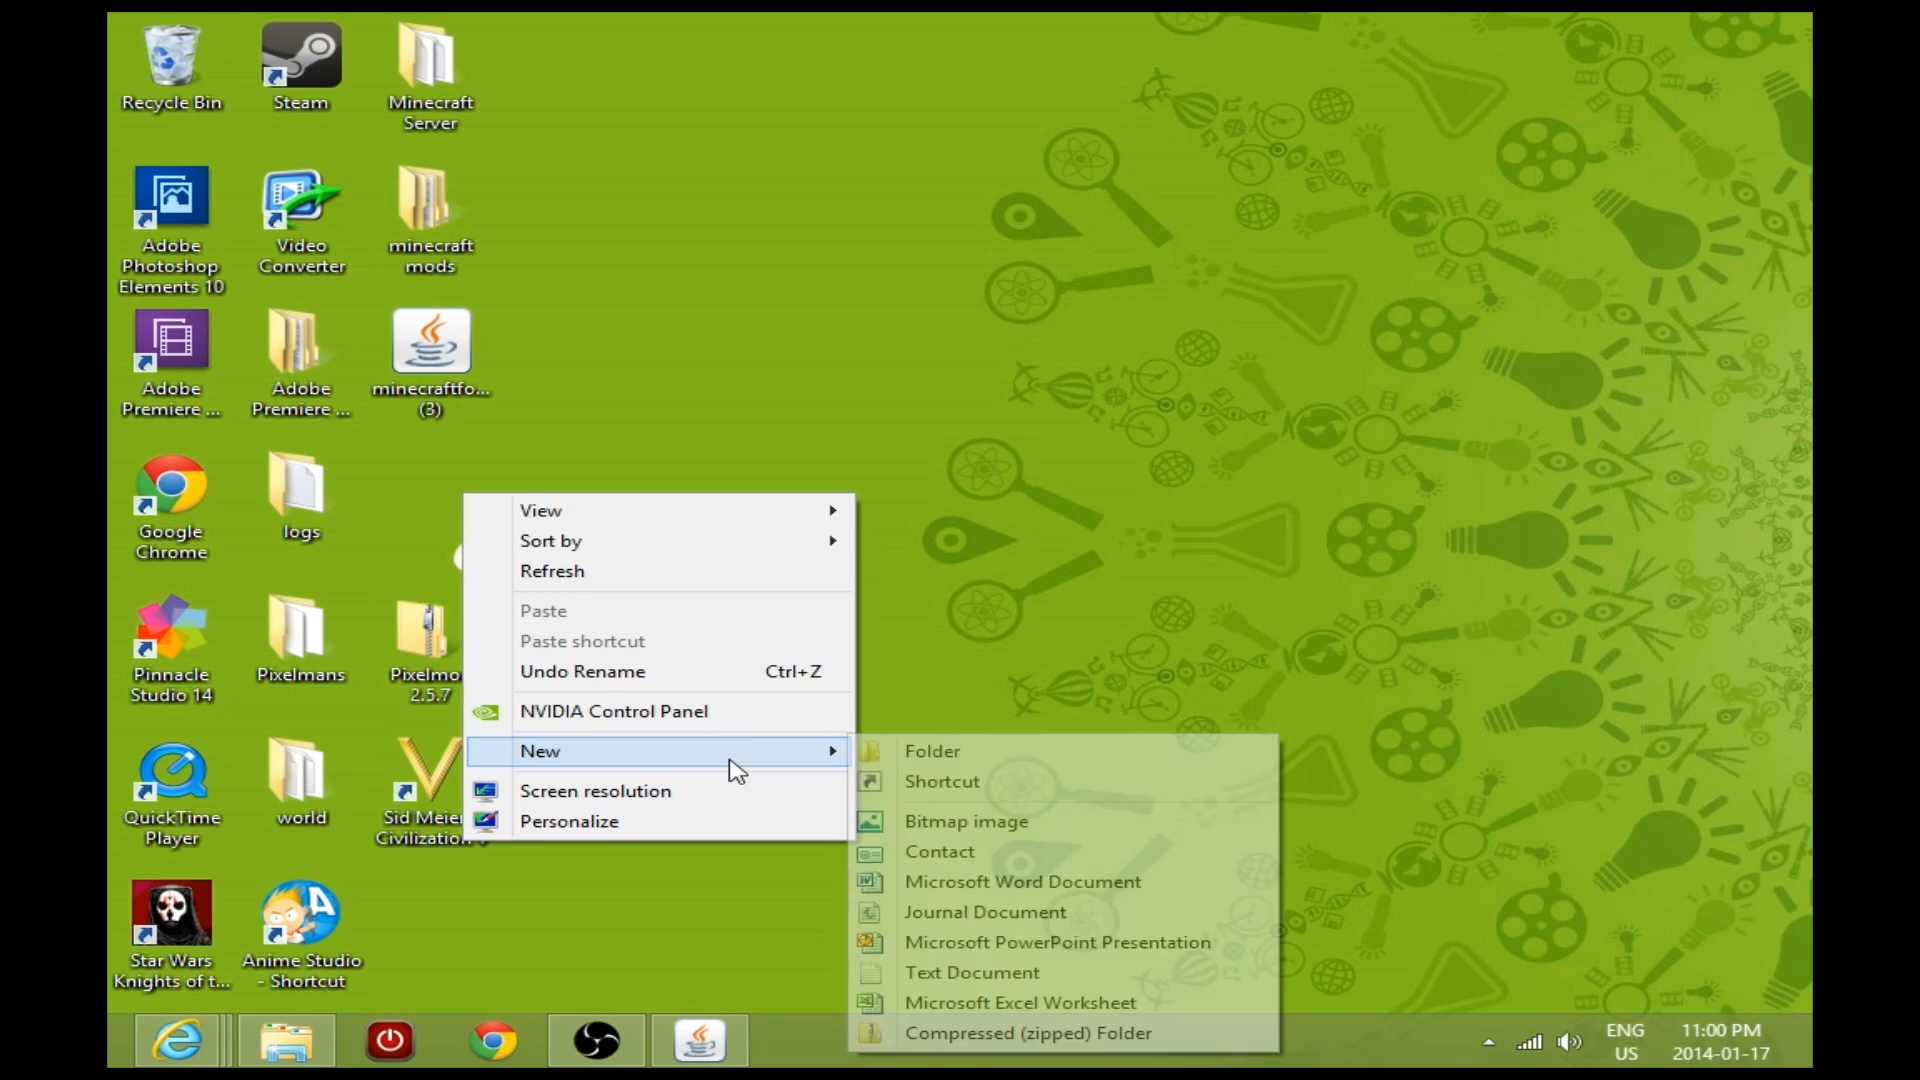 Recycle Bin
Steam
Minecraft
Server
Adobe
Photoshop
Elements 10
Video
Converter
minecraft
mods
Adobe
Premiere ...
Adobe
Premiere ...
minecraftfo...
(3)
Google
Chrome
logs
Pinnacle
Studio 14
Pixelmans
Pixelmo
2.5.7
QuickTime
Player
world
Sid Meier
Civilization
Star Wars
Knights of t...
Anime Studio
- Shortcut
View
Sort by
Refresh
Paste
Paste shortcut
Undo Rename Ctrl+Z
NVIDIA Control Panel
New
Screen resolution
Personalize
Folder
Shortcut
Bitmap image
Contact
Microsoft Word Document
Journal Document
Microsoft PowerPoint Presentation
Text Document
Microsoft Excel Worksheet
Compressed (zipped) Folder
ENG
US
11:00 PM
2014-01-17